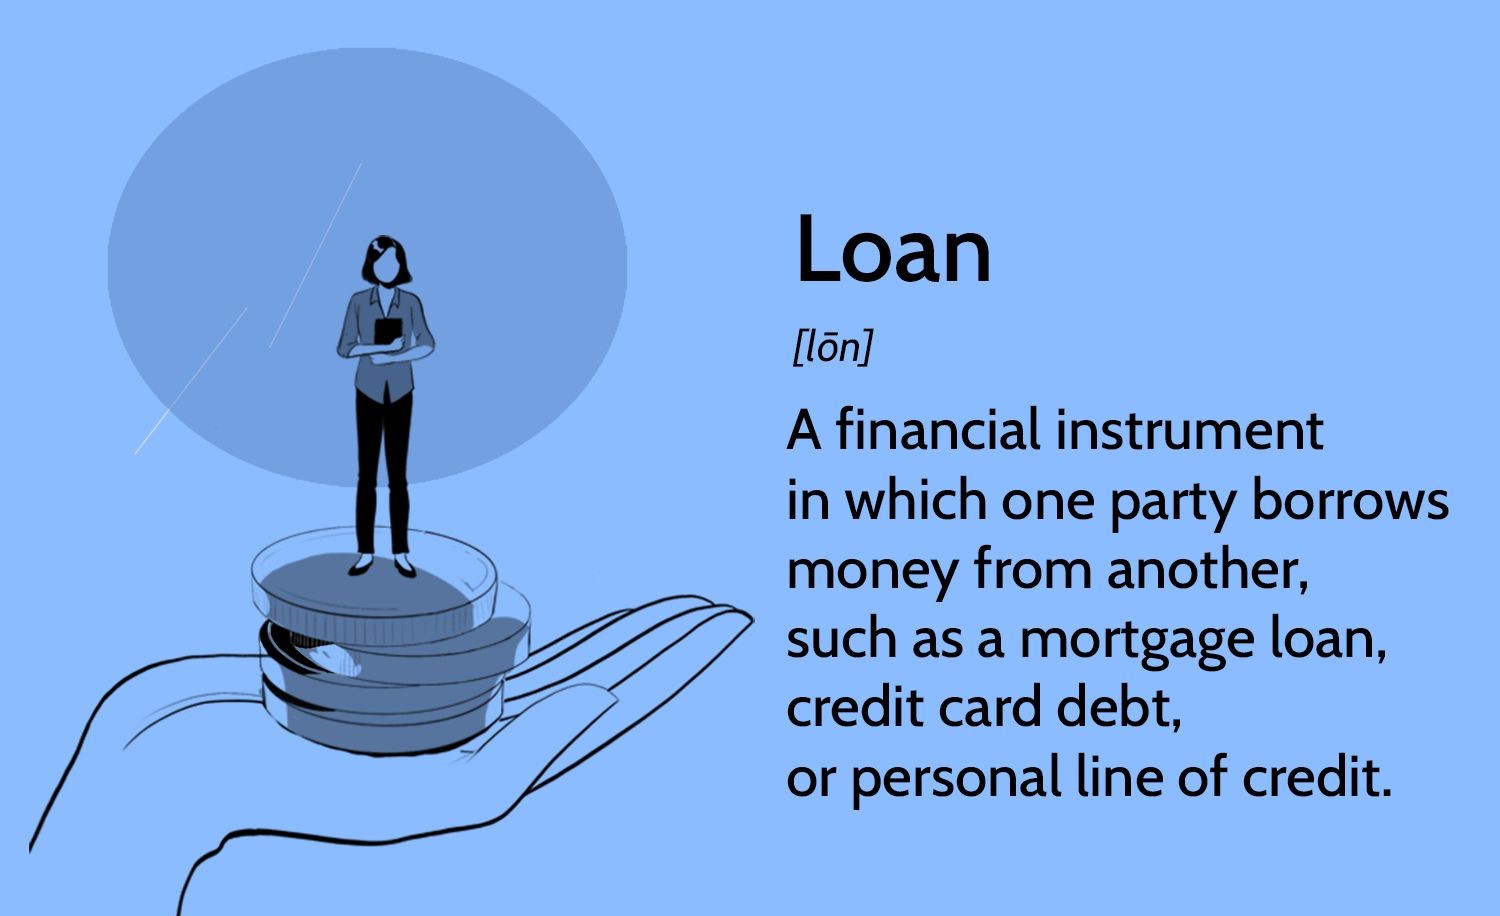 Loan
[lōn]
A financial instrument
in which one party borrows
money from another,
such as a mortgage loan,
credit card debt,
or personal line of credit.